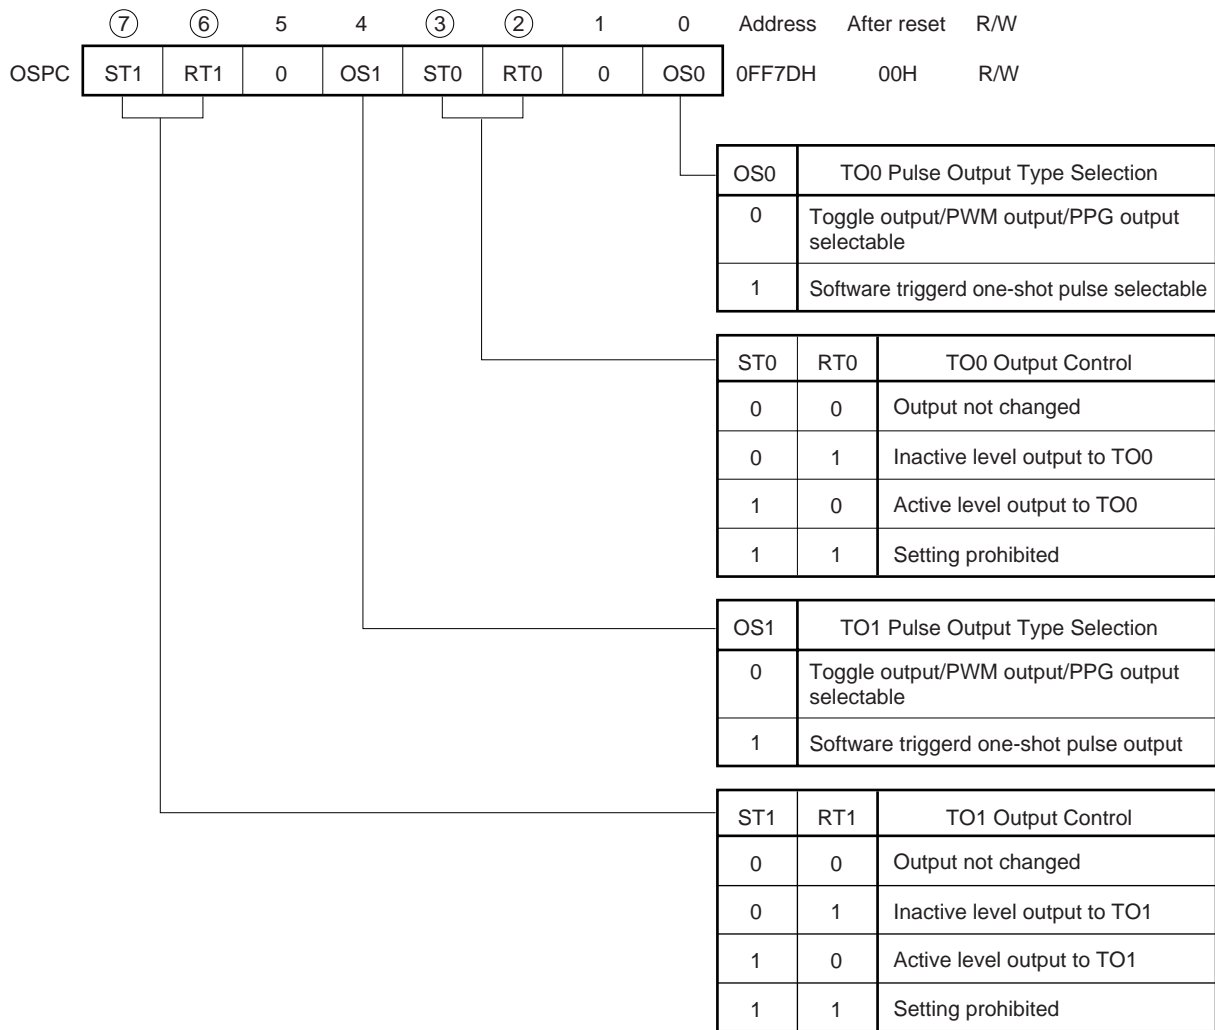 ⑦ ⑥ 5 4 ③ ② 1 0 Address After reset R/W
OSPC ST1 RT1 0 OS1 ST0 RT0 0 OS0 0FF7DH 00H R/W
OS0 TO0 Pulse Output Type Selection
0 Toggle output/PWM output/PPG output
selectable
1 Software triggerd one-shot pulse selectable
ST0 RT0 TO0 Output Control
0 0 Output not changed
0 1 Inactive level output to TO0
1 0 Active level output to TO0
1 1 Setting prohibited
OS1 TO1 Pulse Output Type Selection
0 Toggle output/PWM output/PPG output
selectable
1 Software triggerd one-shot pulse output
ST1 RT1 TO1 Output Control
0 0 Output not changed
0 1 Inactive level output to TO1
1 0 Active level output to TO1
1 1 Setting prohibited